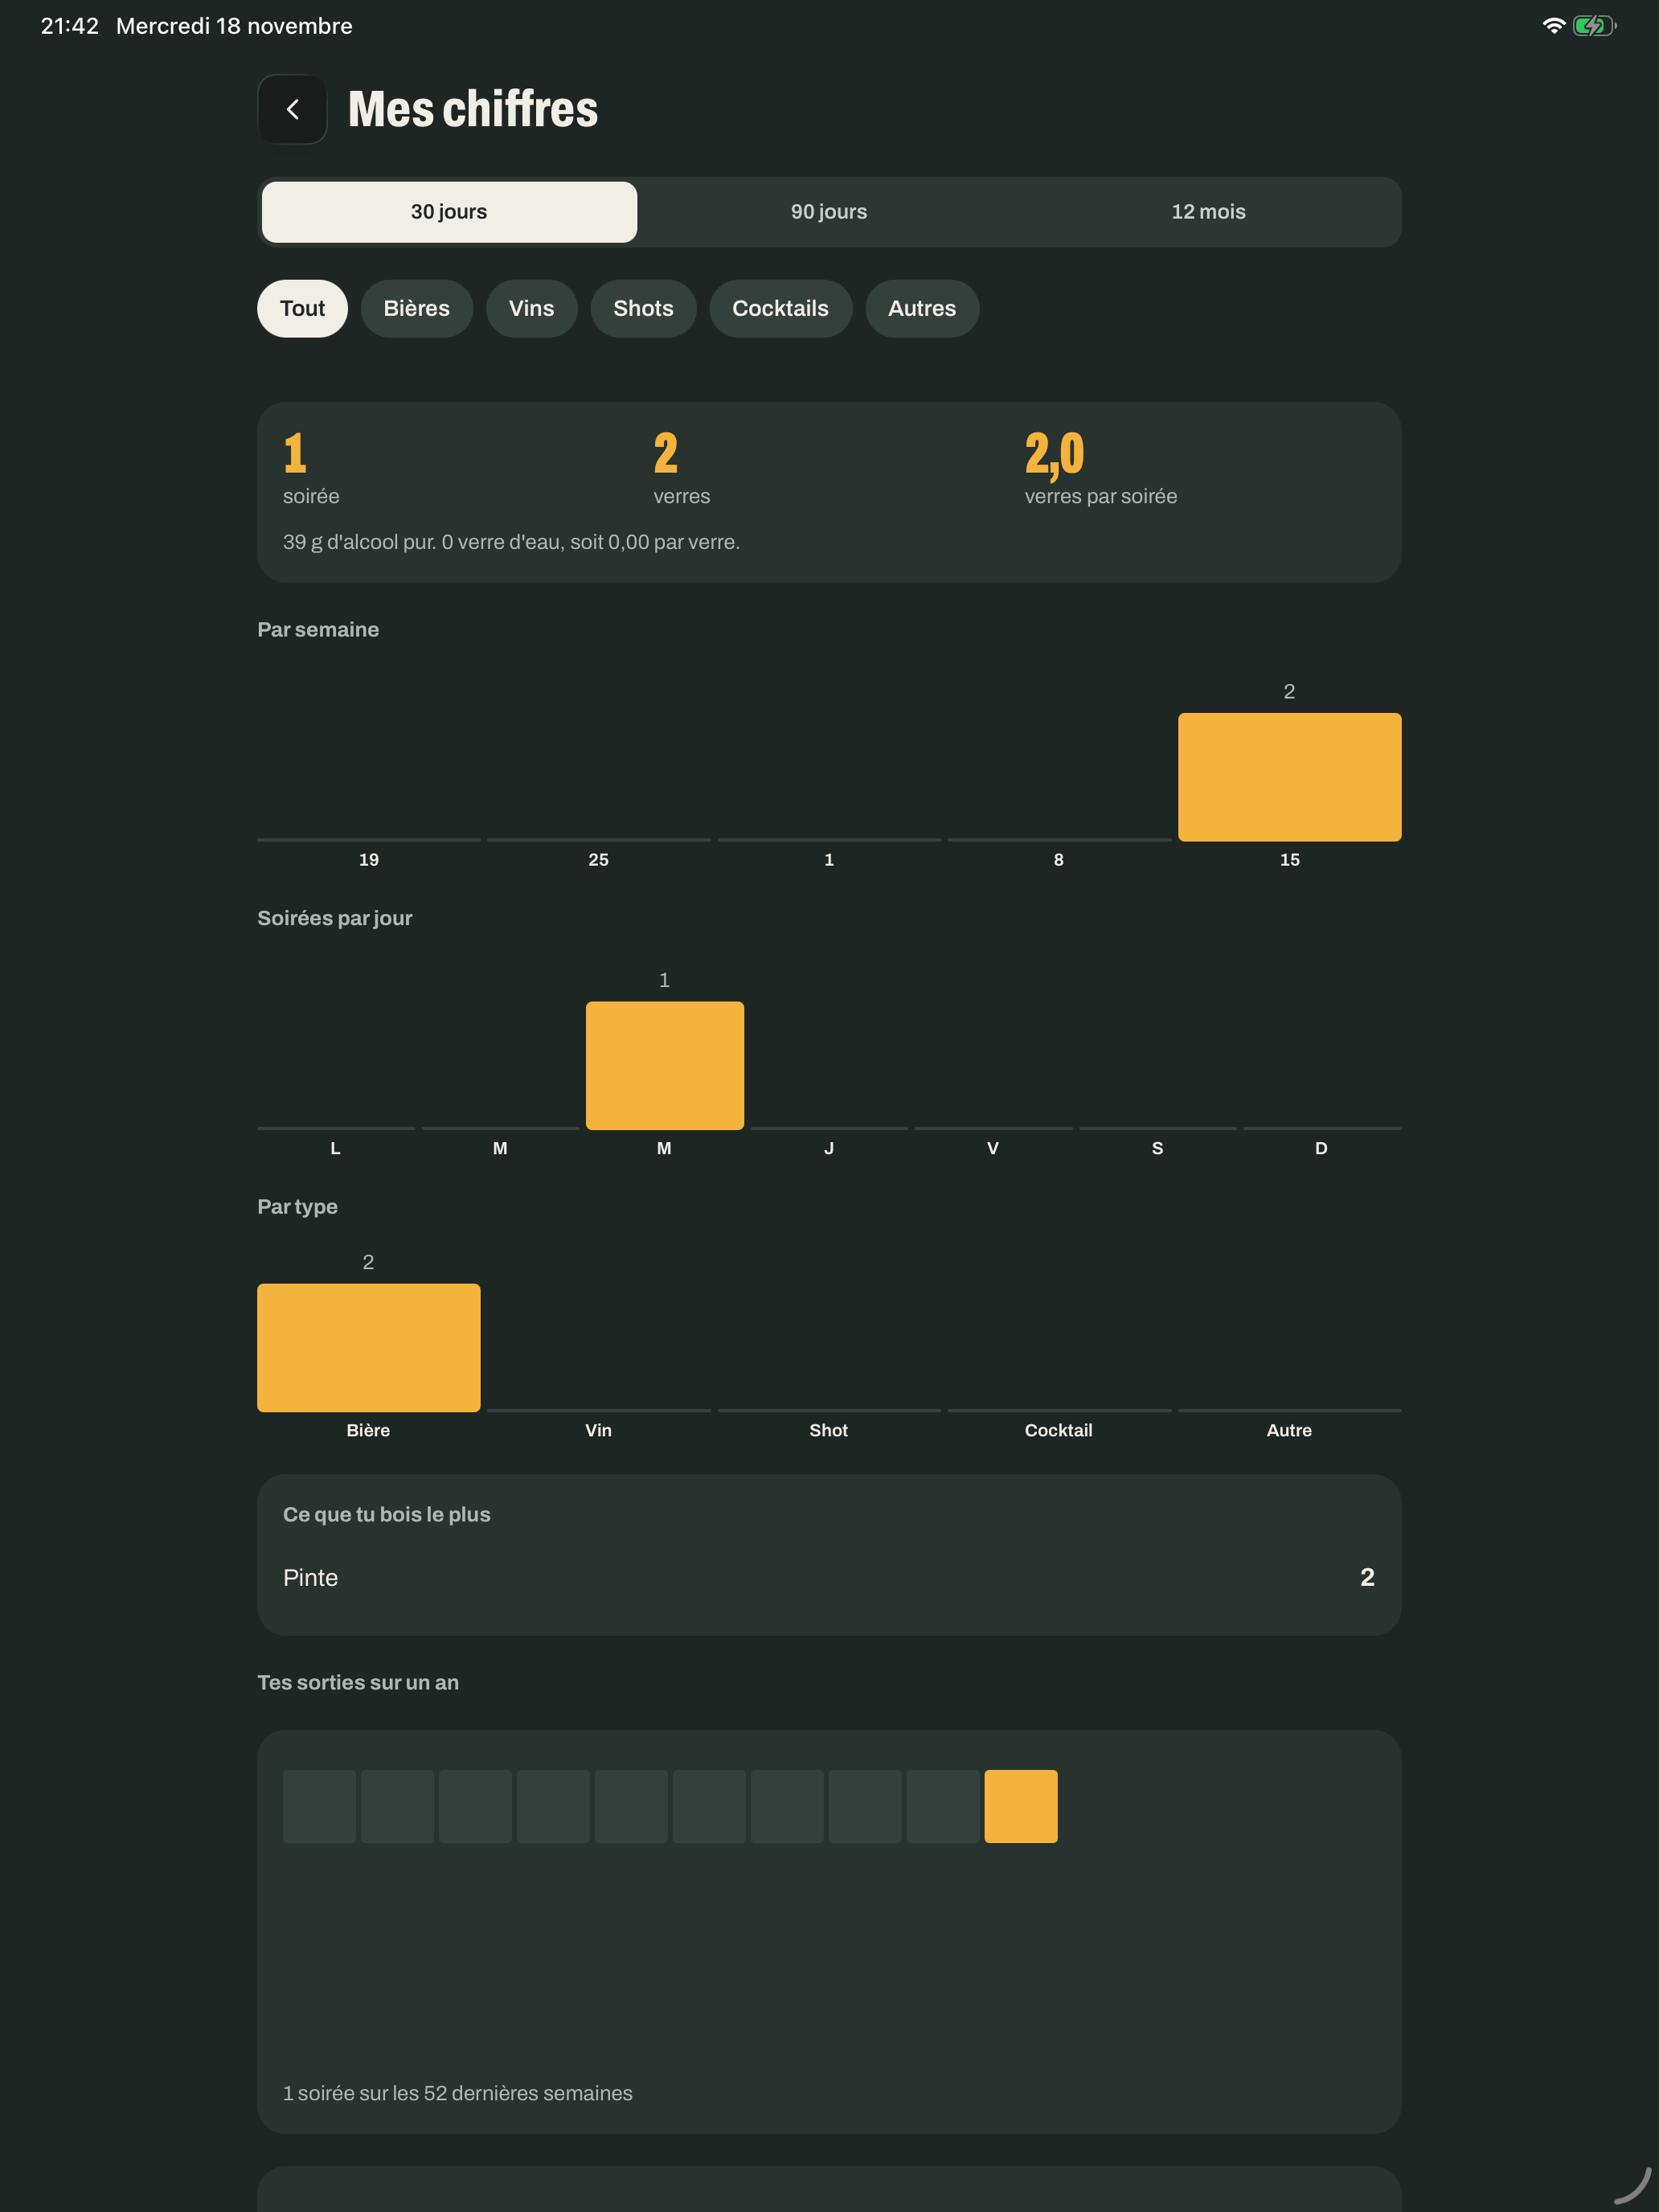 21:42 Mercredi 18 novembre
Mes chiffres
30 jours 90 jours 12 mois
Tout Bières Vins Shots Cocktails Autres
1 2 2,0
soirée verres verres par soirée
39 g d'alcool pur. 0 verre d'eau, soit 0,00 par verre.
Par semaine
2
19 25 1 8 15
Soirées par jour
1
L M M J V S D
Par type
2
Bière Vin Shot Cocktail Autre
Ce que tu bois le plus
Pinte 2
Tes sorties sur un an
1 soirée sur les 52 dernières semaines